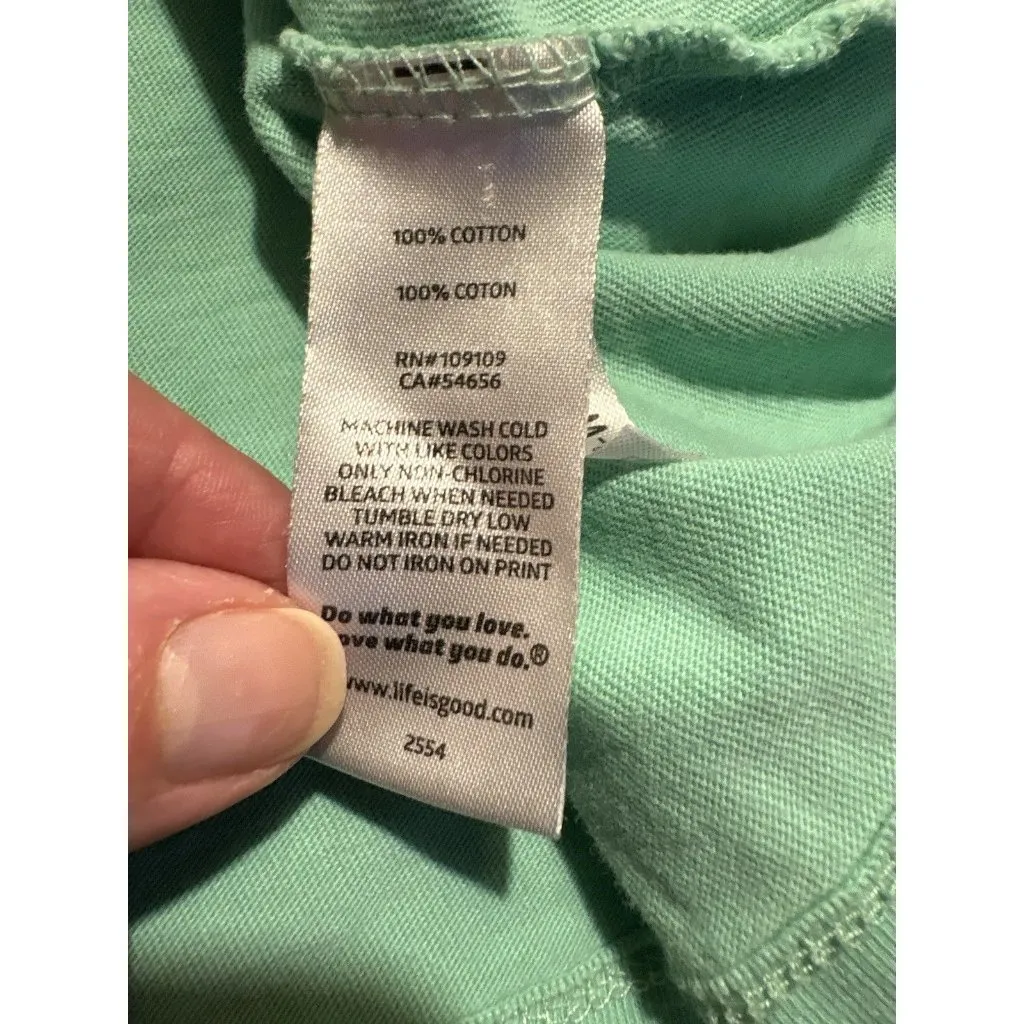 100% COTTON
100% COTON
RN#109109
CA#54656
MACHINE WASH COLD
WITH LIKE COLORS
ONLY NON-CHLORINE
BLEACH WHEN NEEDED
TUMBLE DRY LOW
WARM IRON IF NEEDED
DO NOT IRON ON PRINT
Do what you love.
ove what you do.®
www.lifeisgood.com
2554